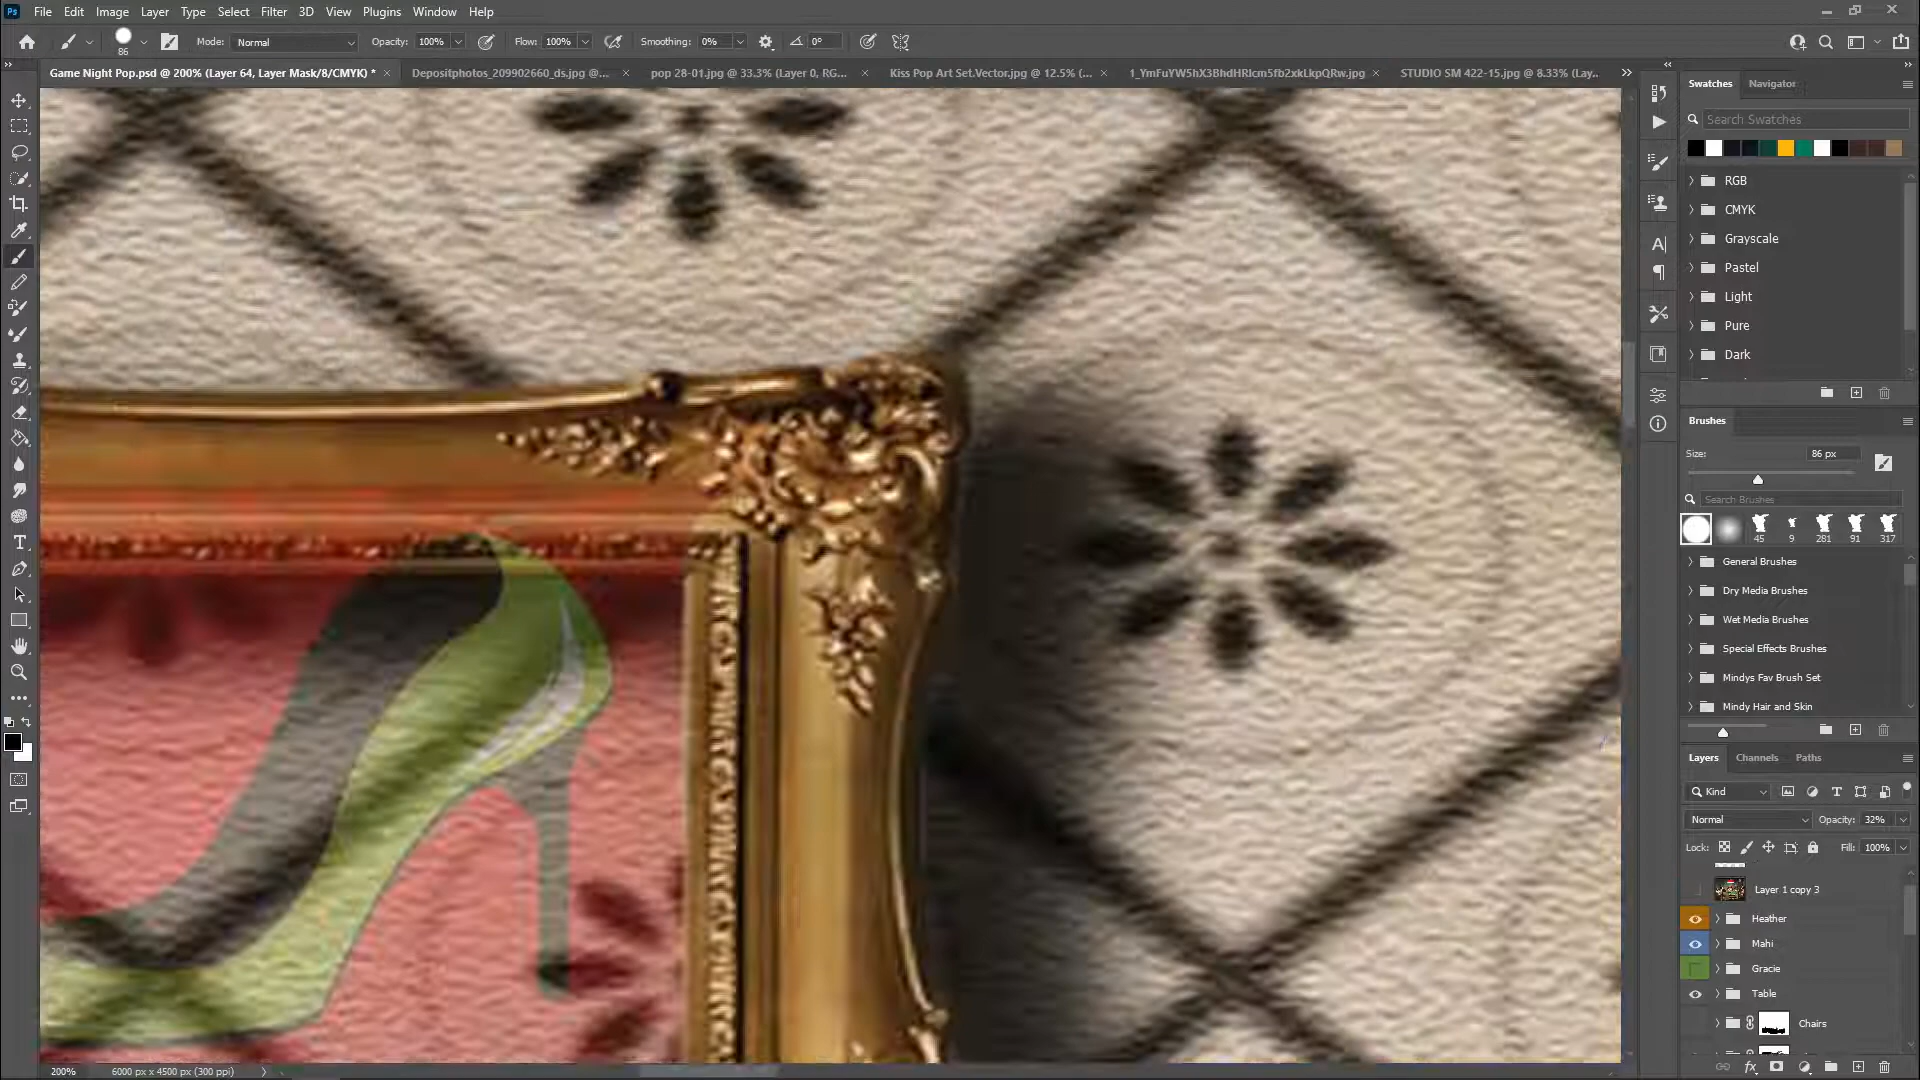 Ps File Edit Image Layer Type Select Filter 3D View Plugins Window Help
86 Mode: Normal Opacity: 100% Flow: 100% Smoothing: 0% 0°
Game Night Pop.psd @ 200% (Layer 64, Layer Mask/8/CMYK) * × Depositphotos_209902660_ds.jpg @... × pop 28-01.jpg @ 33.3% (Layer 0, RG... × Kiss Pop Art Set.Vector.jpg @ 12.5% (... × 1_YmFuYW5hX3BhdHRlcm5fb2xkLkpQRw.jpg × STUDIO SM 422-15.jpg @ 8.33% (Lay...
Swatches Navigator
Search Swatches
RGB
CMYK
Grayscale
Pastel
Light
Pure
Dark
Brushes
Size: 86 px
Search Brushes
45 9 281 91 317
General Brushes
Dry Media Brushes
Wet Media Brushes
Special Effects Brushes
Mindys Fav Brush Set
Mindy Hair and Skin
Layers Channels Paths
Kind
Normal Opacity: 32%
Lock: Fill: 100%
Layer 1 copy 3
Heather
Mahi
Gracie
Table
Chairs
200% 6000 px x 4500 px (300 ppi)